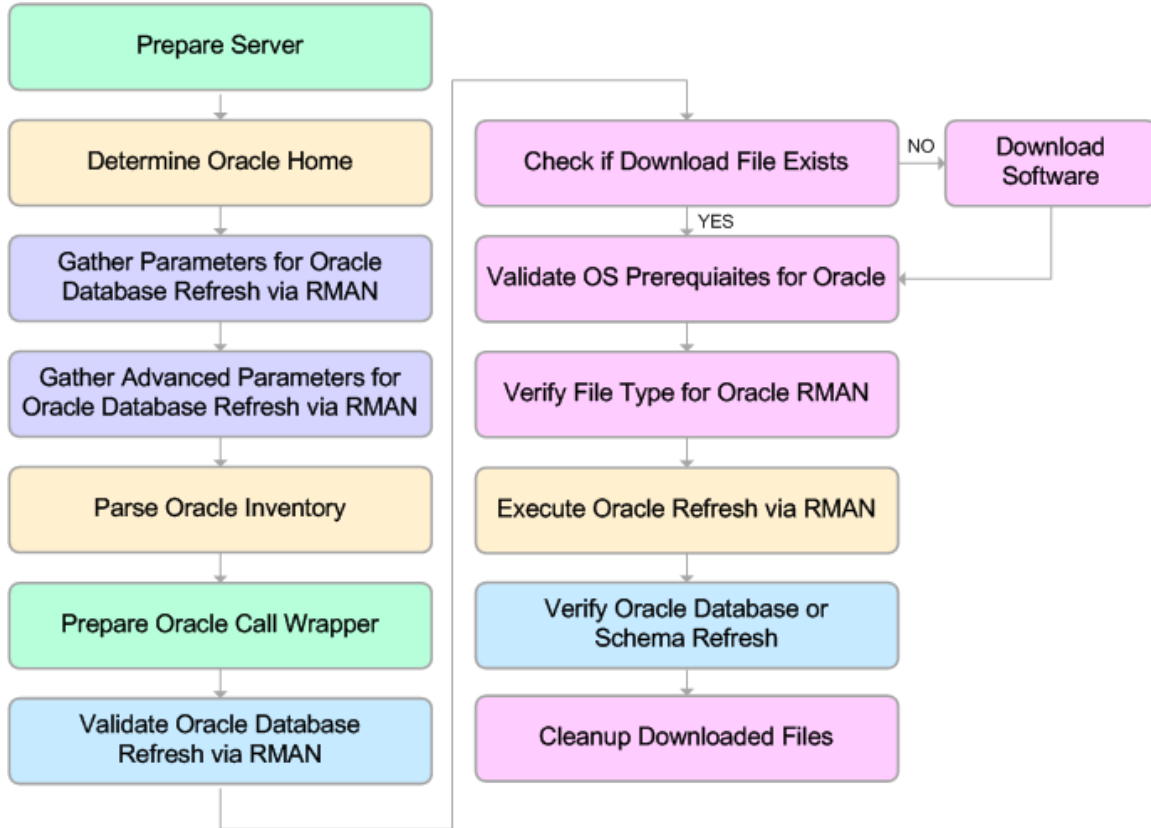 Prepare Server
Determine Oracle Home
Gather Parameters for Oracle
Database Refresh via RMAN
Gather Advanced Parameters for
Oracle Database Refresh via RMAN
Parse Oracle Inventory
Prepare Oracle Call Wrapper
Validate Oracle Database
Refresh via RMAN
Check if Download File Exists
NO
Download
Software
YES
Validate OS Prerequiaites for Oracle
Verify File Type for Oracle RMAN
Execute Oracle Refresh via RMAN
Verify Oracle Database or
Schema Refresh
Cleanup Downloaded Files